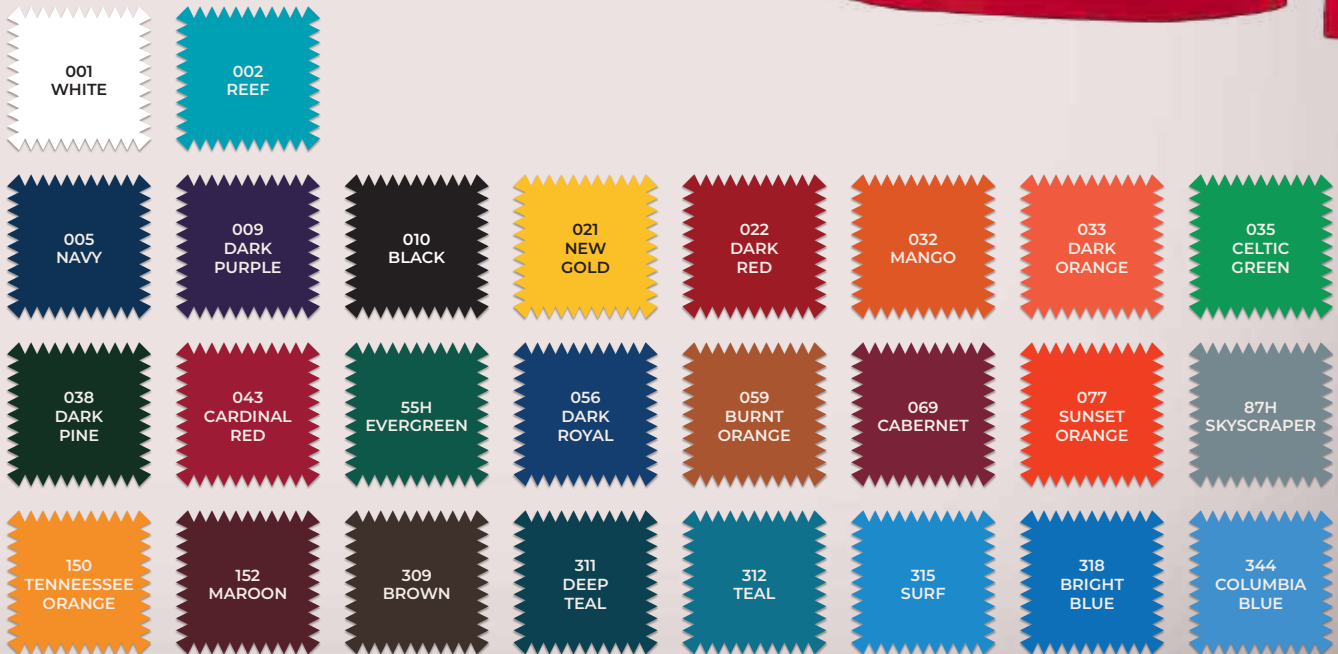 001
WHITE
002
REEF
005
NAVY
009
DARK
PURPLE
010
BLACK
021
NEW
GOLD
022
DARK
RED
032
MANGO
033
DARK
ORANGE
035
CELTIC
GREEN
038
DARK
PINE
043
CARDINAL
RED
55H
EVERGREEN
056
DARK
ROYAL
059
BURNT
ORANGE
069
CABERNET
077
SUNSET
ORANGE
87H
SKYSCRAPER
150
TENNEESSEE
ORANGE
152
MAROON
309
BROWN
311
DEEP
TEAL
312
TEAL
315
SURF
318
BRIGHT
BLUE
344
COLUMBIA
BLUE